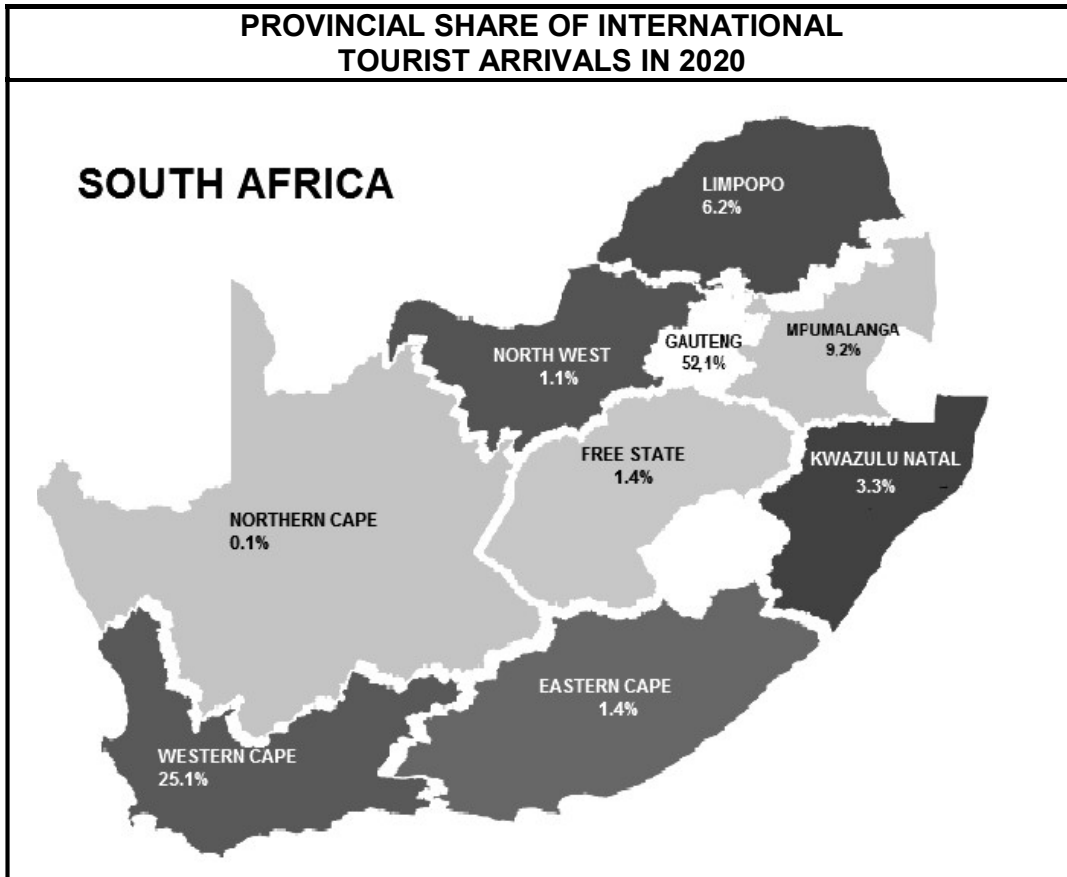 PROVINCIAL SHARE OF INTERNATIONAL
TOURIST ARRIVALS IN 2020
SOUTH AFRICA
LIMPOPO
6.2%
MPUMALANGA
9.2%
GAUTENG
52,1%
NORTH WEST
1.1%
FREE STATE
1.4%
KWAZULU NATAL
3.3%
NORTHERN CAPE
0.1%
EASTERN CAPE
1.4%
WESTERN CAPE
25.1%